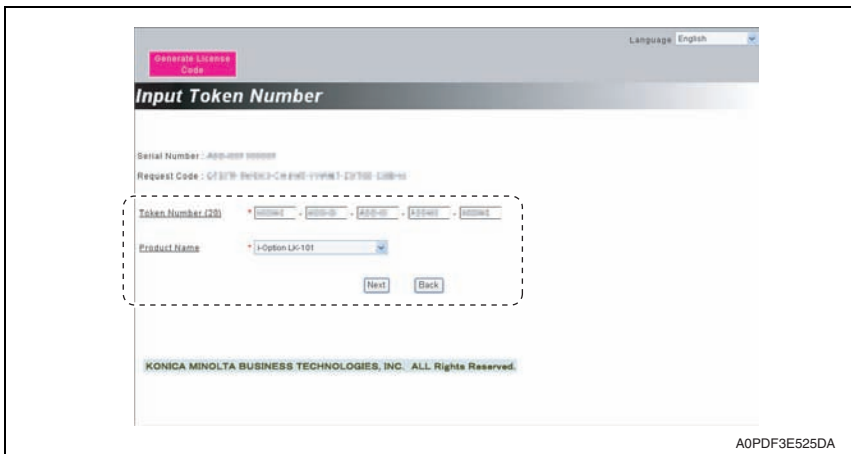 Language English
Generate License
Code
Input Token Number
Serial Number :
Request Code :
Token Number (20) * - - - -
Product Name * i-Option LK-101
Next Back
KONICA MINOLTA BUSINESS TECHNOLOGIES, INC. ALL Rights Reserved.
A0PDF3E525DA